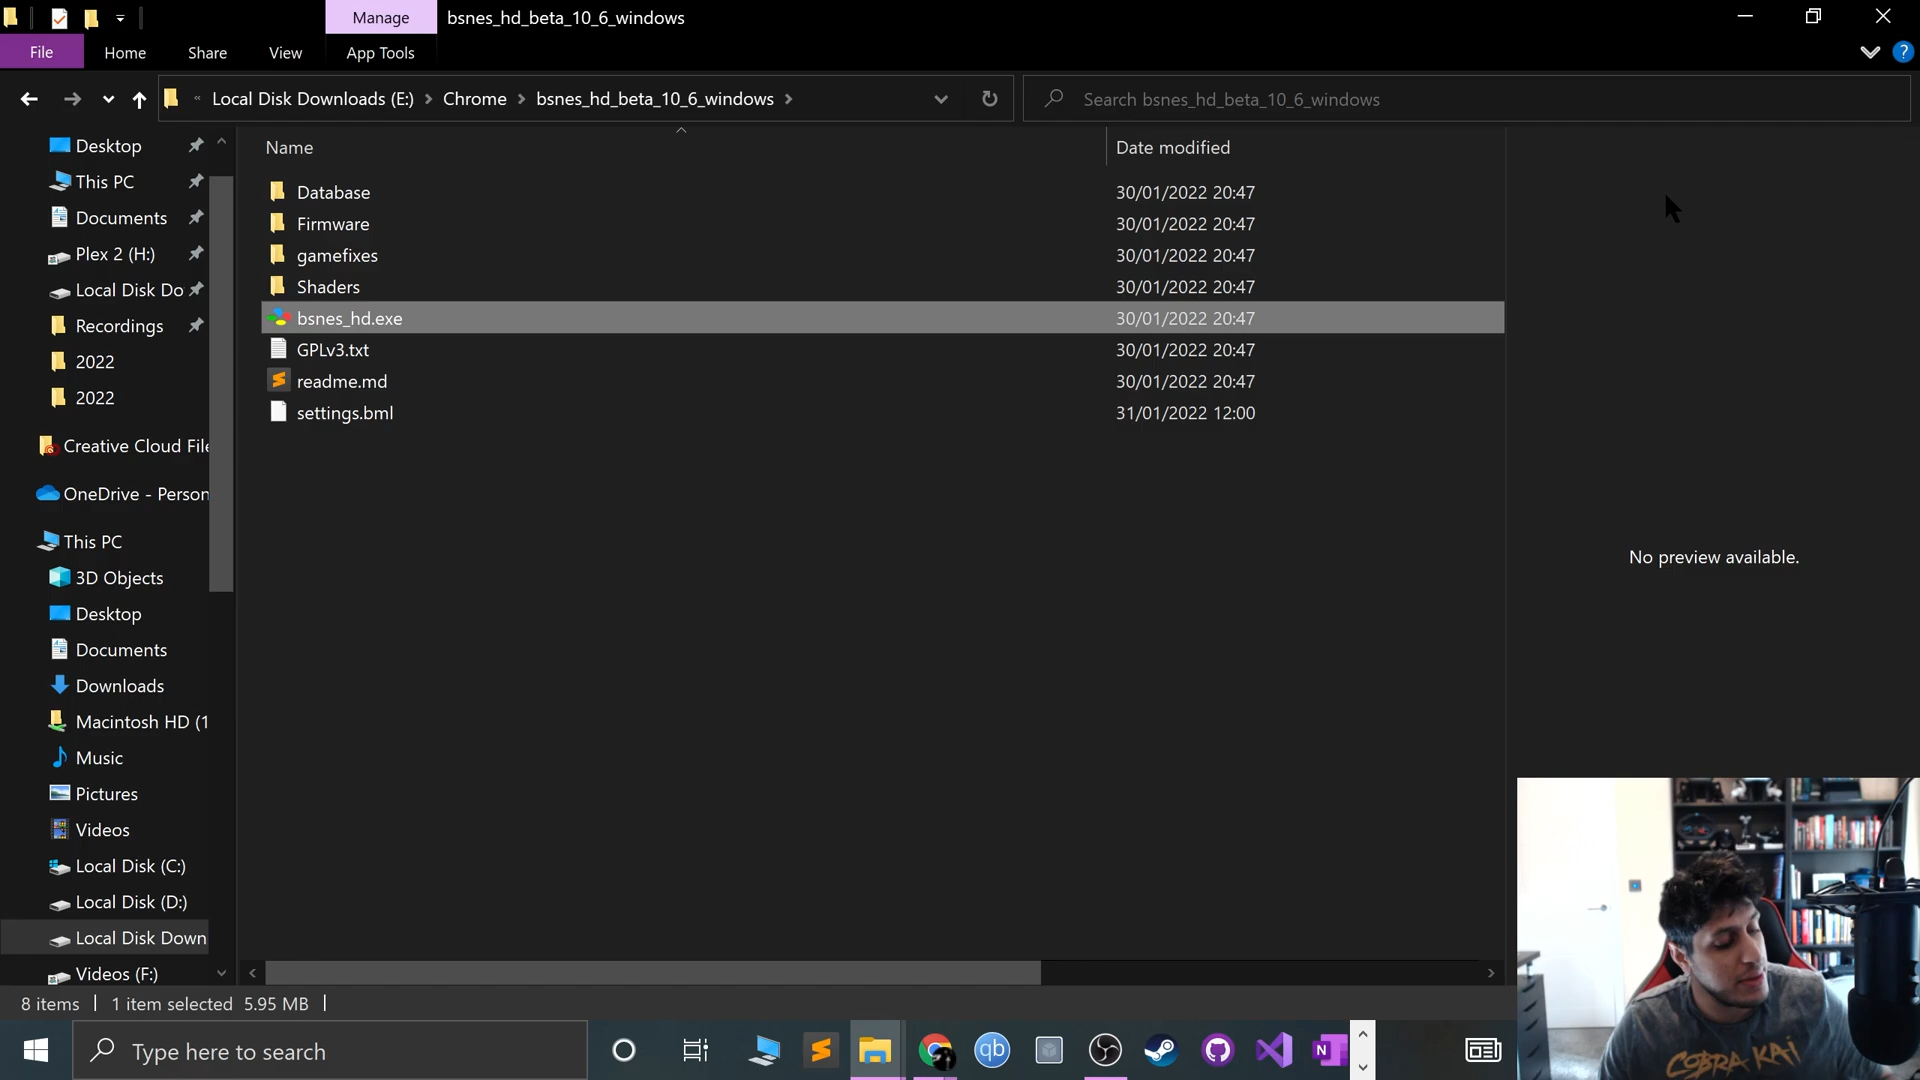 Manage
bsnes_hd_beta_10_6_windows
File
Home
Share
View
App Tools
?
«
Local Disk Downloads (E:)
Chrome
bsnes_hd_beta_10_6_windows
Search bsnes_hd_beta_10_6_windows
Desktop
This PC
Documents
Plex 2 (H:)
Local Disk Do
Recordings
2022
2022
Creative Cloud File
OneDrive - Person
This PC
3D Objects
Desktop
Documents
Downloads
Macintosh HD (1
Music
Pictures
Videos
Local Disk (C:)
Local Disk (D:)
Local Disk Down
Videos (F:)
Name
Date modified
Database 30/01/2022 20:47
Firmware 30/01/2022 20:47
gamefixes 30/01/2022 20:47
Shaders 30/01/2022 20:47
bsnes_hd.exe 30/01/2022 20:47
GPLv3.txt 30/01/2022 20:47
readme.md 30/01/2022 20:47
settings.bml 31/01/2022 12:00
No preview available.
8 items
1 item selected 5.95 MB
Type here to search
qb
N
COBRA KAI